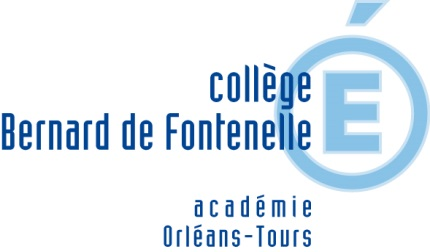 collège
Bernard de Fontenelle
É
académie
Orléans-Tours